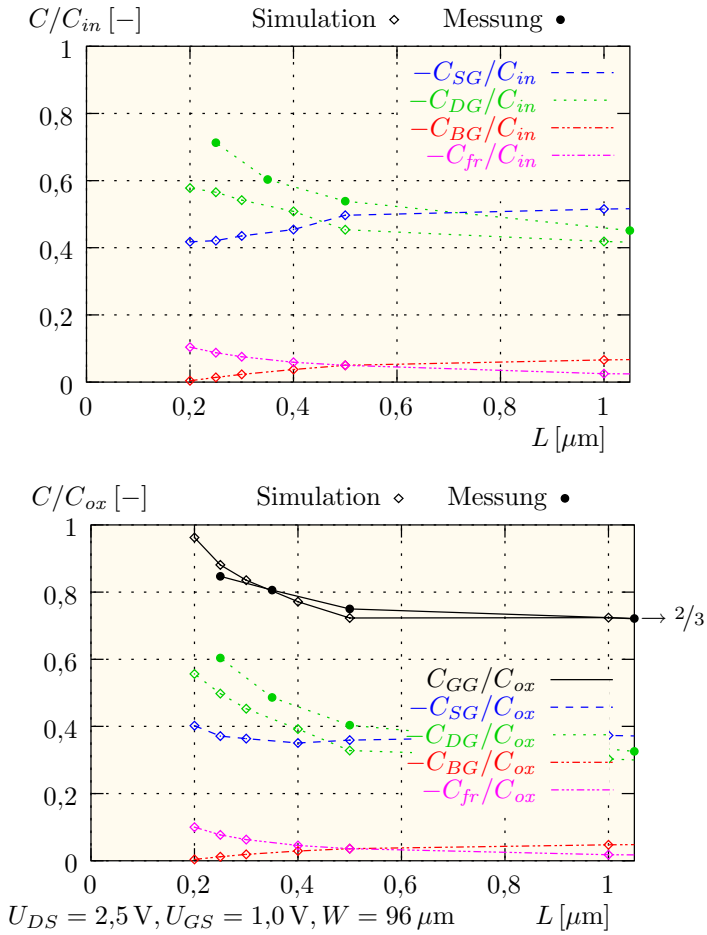 C/C_{in} [−] Simulation ◇ Messung ●
1
0,8
0,6
0,4
0,2
0
−C_{SG}/C_{in}
−C_{DG}/C_{in}
−C_{BG}/C_{in}
−C_{fr}/C_{in}
0 0,2 0,4 0,6 0,8 1
L [μm]
C/C_{ox} [−] Simulation ◇ Messung ●
1
0,8
0,6
0,4
0,2
0
→ 2/3
C_{GG}/C_{ox}
−C_{SG}/C_{ox}
−C_{DG}/C_{ox}
−C_{BG}/C_{ox}
−C_{fr}/C_{ox}
0 0,2 0,4 0,6 0,8 1
U_{DS} = 2,5 V, U_{GS} = 1,0 V, W = 96 μm L [μm]